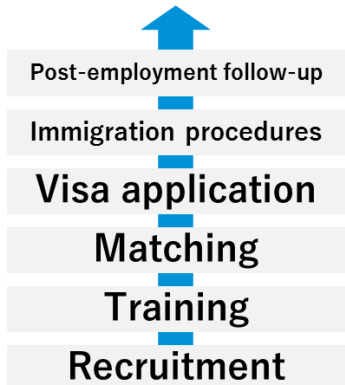 Post-employment follow-up
Immigration procedures
Visa application
Matching
Training
Recruitment